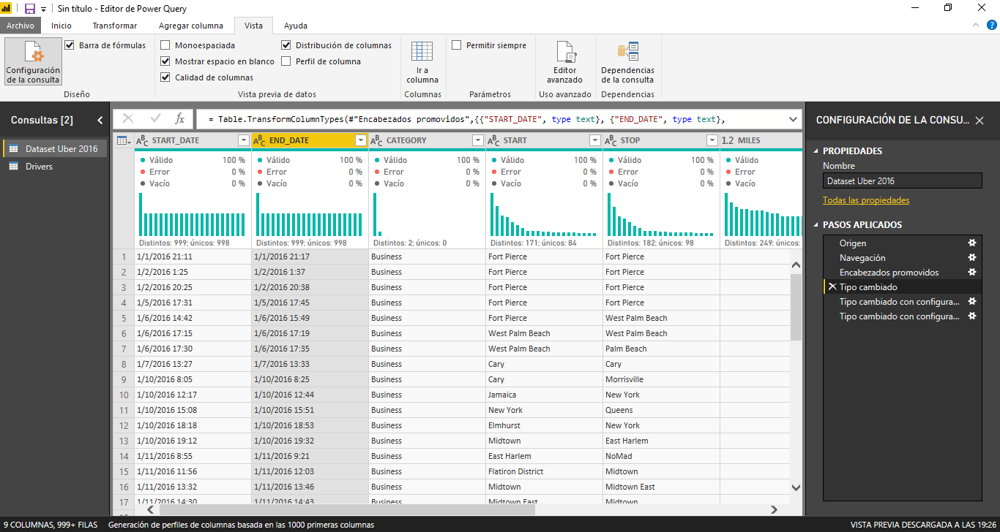 Sin título - Editor de Power Query
Archivo Inicio Transformar Agregar columna Vista Ayuda
Configuración de la consulta
Barra de fórmulas
Diseño
Monoespaciada
Mostrar espacio en blanco
Calidad de columnas
Distribución de columnas
Perfil de columna
Vista previa de datos
Ir a columna
Columnas
Permitir siempre
Parámetros
Editor avanzado
Uso avanzado
Dependencias de la consulta
Dependencias
Consultas [2]
Dataset Uber 2016
Drivers
fx = Table.TransformColumnTypes(#"Encabezados promovidos",{{"START_DATE", type text}, {"END_DATE", type text},
ABC START_DATE ABC END_DATE ABC CATEGORY ABC START ABC STOP 1.2 MILES
Válido 100 % Válido 100 % Válido 100 % Válido 100 % Válido 100 % Válido
Error 0 % Error 0 % Error 0 % Error 0 % Error 0 % Error
Vacío 0 % Vacío 0 % Vacío 0 % Vacío 0 % Vacío 0 % Vacío
Distintos: 999; únicos: 998 Distintos: 999; únicos: 998 Distintos: 2; únicos: 0 Distintos: 171; únicos: 84 Distintos: 182; únicos: 98 Distintos: 249; únicos:
1 1/1/2016 21:11 1/1/2016 21:17 Business Fort Pierce Fort Pierce
2 1/2/2016 1:25 1/2/2016 1:37 Business Fort Pierce Fort Pierce
3 1/2/2016 20:25 1/2/2016 20:38 Business Fort Pierce Fort Pierce
4 1/5/2016 17:31 1/5/2016 17:45 Business Fort Pierce Fort Pierce
5 1/6/2016 14:42 1/6/2016 15:49 Business Fort Pierce West Palm Beach
6 1/6/2016 17:15 1/6/2016 17:19 Business West Palm Beach West Palm Beach
7 1/6/2016 17:30 1/6/2016 17:35 Business West Palm Beach Palm Beach
8 1/7/2016 13:27 1/7/2016 13:33 Business Cary Cary
9 1/10/2016 8:05 1/10/2016 8:25 Business Cary Morrisville
10 1/10/2016 12:17 1/10/2016 12:44 Business Jamaica New York
11 1/10/2016 15:08 1/10/2016 15:51 Business New York Queens
12 1/10/2016 18:18 1/10/2016 18:53 Business Elmhurst New York
13 1/10/2016 19:12 1/10/2016 19:32 Business Midtown East Harlem
14 1/11/2016 8:55 1/11/2016 9:21 Business East Harlem NoMad
15 1/11/2016 11:56 1/11/2016 12:03 Business Flatiron District Midtown
16 1/11/2016 13:32 1/11/2016 13:46 Business Midtown Midtown East
17 1/11/2016 14:30 1/11/2016 14:43 Business Midtown East Midtown
CONFIGURACIÓN DE LA CONSU...
PROPIEDADES
Nombre
Dataset Uber 2016
Todas las propiedades
PASOS APLICADOS
Origen
Navegación
Encabezados promovidos
Tipo cambiado
Tipo cambiado con configura...
Tipo cambiado con configura...
9 COLUMNAS, 999+ FILAS Generación de perfiles de columnas basada en las 1000 primeras columnas VISTA PREVIA DESCARGADA A LAS 19:26